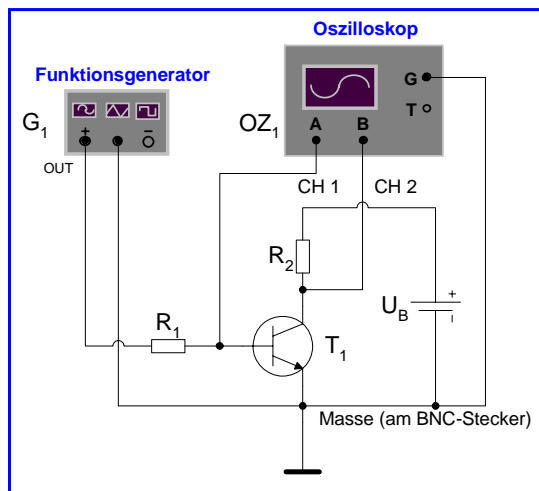 Oszilloskop
Funktionsgenerator
G
G1
OZ1
T
+
–
A
B
OUT
CH 1
CH 2
R2
+
UB
–
R1
T1
Masse (am BNC-Stecker)